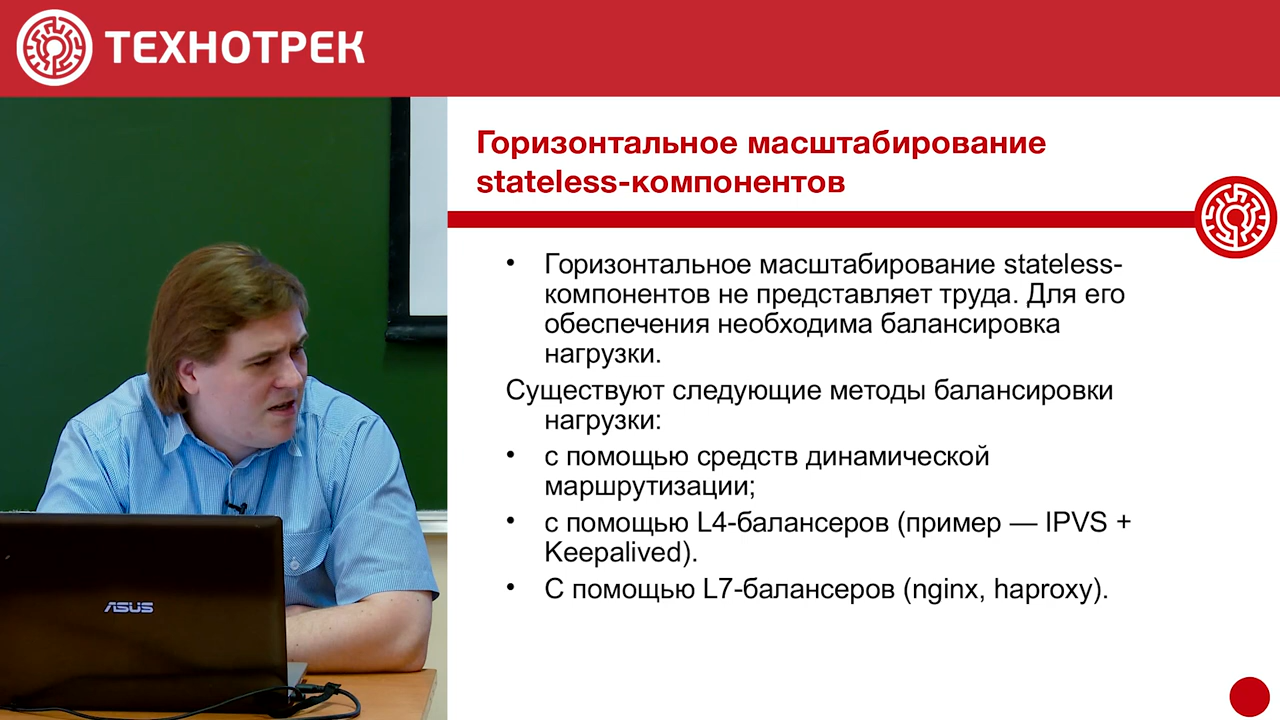 ТЕХНОТРЕК
Горизонтальное масштабирование
stateless-компонентов
• Горизонтальное масштабирование stateless-
компонентов не представляет труда. Для его
обеспечения необходима балансировка
нагрузки.
Существуют следующие методы балансировки
нагрузки:
• с помощью средств динамической
маршрутизации;
• с помощью L4-балансеров (пример — IPVS +
Keepalived).
• С помощью L7-балансеров (nginx, haproxy).
ASUS